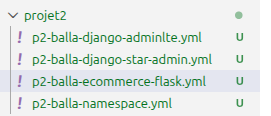 projet2
! p2-balla-django-adminlte.yml U
! p2-balla-django-star-admin.yml U
! p2-balla-ecommerce-flask.yml U
! p2-balla-namespace.yml U